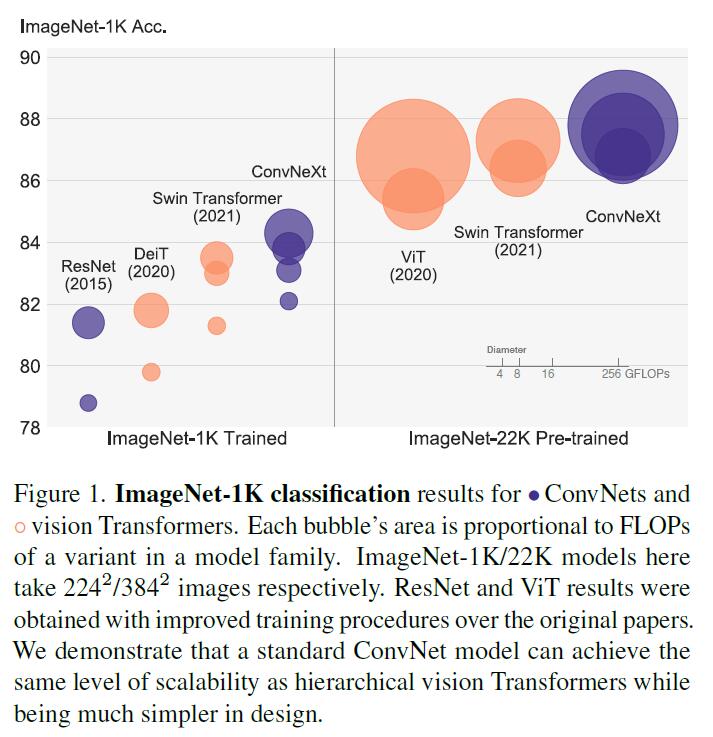 ImageNet-1K Acc.
90
88
86
84
82
80
78
ResNet
(2015)
DeiT
(2020)
Swin Transformer
(2021)
ConvNeXt
ViT
(2020)
Swin Transformer
(2021)
ConvNeXt
Diameter
4 8 16 256 GFLOPs
ImageNet-1K Trained
ImageNet-22K Pre-trained
Figure 1. ImageNet-1K classification results for • ConvNets and
○ vision Transformers. Each bubble's area is proportional to FLOPs
of a variant in a model family. ImageNet-1K/22K models here
take 224²/384² images respectively. ResNet and ViT results were
obtained with improved training procedures over the original papers.
We demonstrate that a standard ConvNet model can achieve the
same level of scalability as hierarchical vision Transformers while
being much simpler in design.